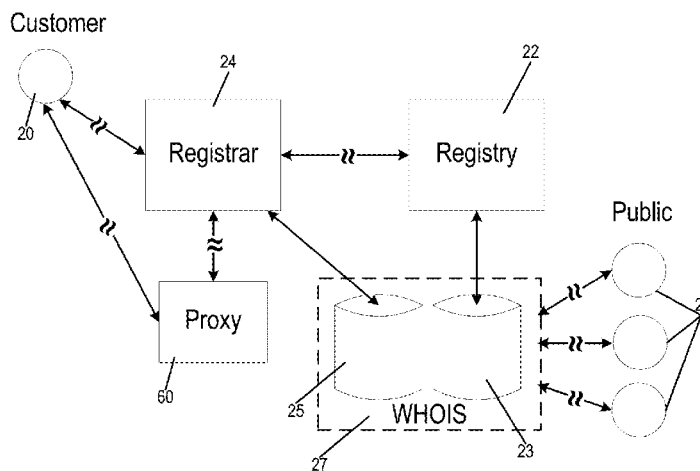 Customer
24
22
20
Registrar
Registry
Public
Proxy
60
25
WHOIS
23
27